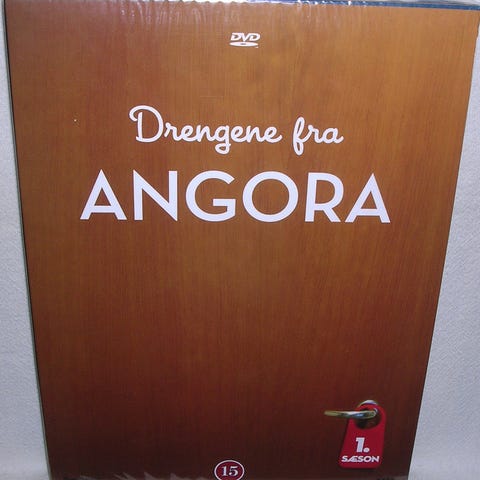 DVD
Drengene fra
ANGORA
1.
SÆSON
15